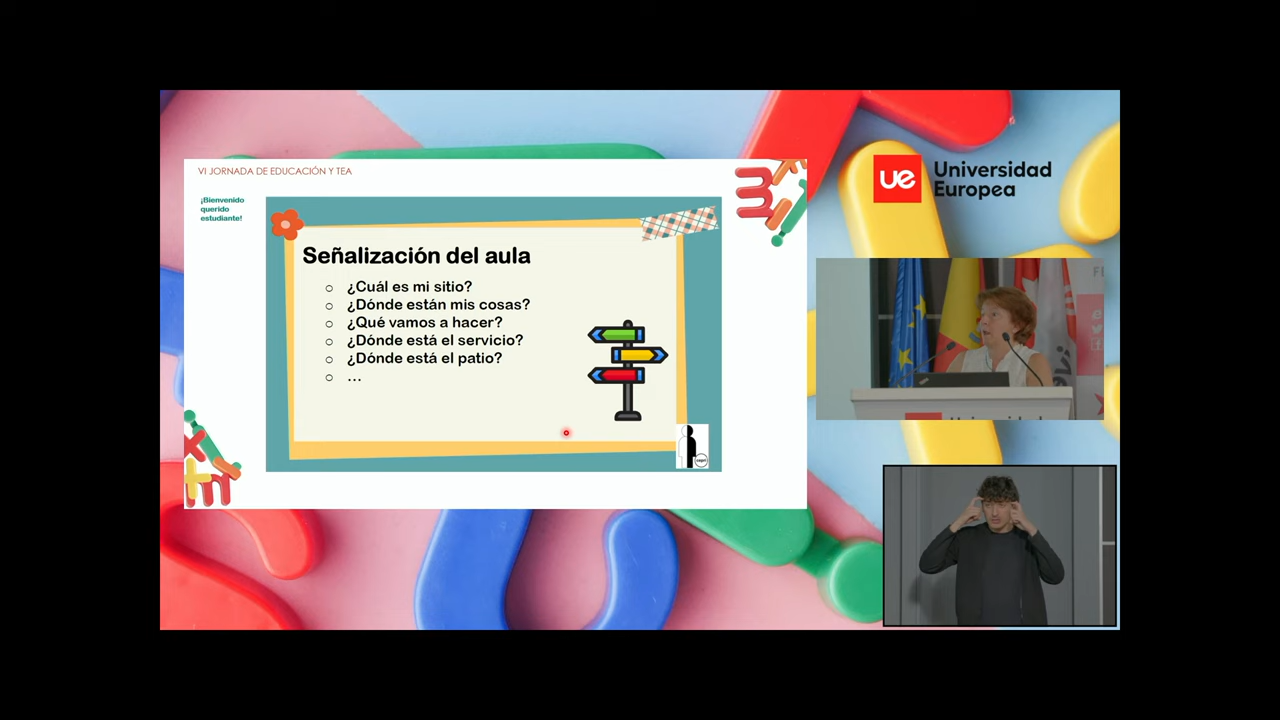 VI JORNADA DE EDUCACIÓN Y TEA
¡Bienvenido
querido
estudiante!
Señalización del aula
¿Cuál es mi sitio?
¿Dónde están mis cosas?
¿Qué vamos a hacer?
¿Dónde está el servicio?
¿Dónde está el patio?
...
ue Universidad
Europea